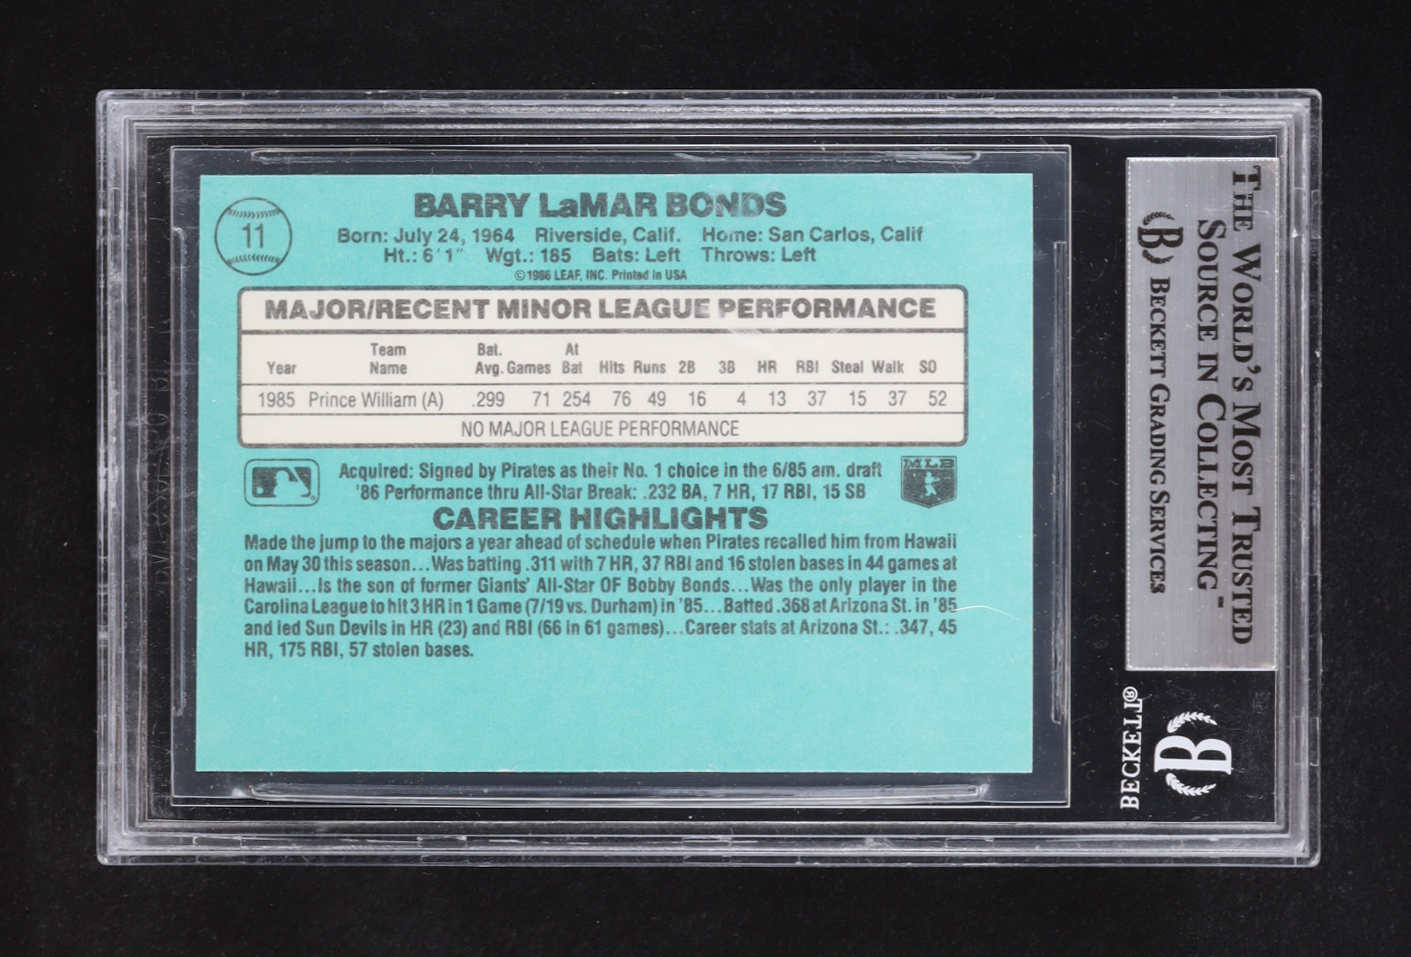 11
BARRY LaMAR BONDS
Born: July 24, 1964 Riverside, Calif. Home: San Carlos, Calif
Ht.: 6'1" Wgt.: 185 Bats: Left Throws: Left
©1986 LEAF, INC. Printed in USA
MAJOR/RECENT MINOR LEAGUE PERFORMANCE
Year Team Name Bat. Avg. Games At Bat Hits Runs 2B 3B HR RBI Steal Walk SO
1985 Prince William (A) .299 71 254 76 49 16 4 13 37 15 37 52
NO MAJOR LEAGUE PERFORMANCE
Acquired: Signed by Pirates as their No. 1 choice in the 6/85 am. draft
'86 Performance thru All-Star Break: .232 BA, 7 HR, 17 RBI, 15 SB
MLB
CAREER HIGHLIGHTS
Made the jump to the majors a year ahead of schedule when Pirates recalled him from Hawaii
on May 30 this season...Was batting .311 with 7 HR, 37 RBI and 16 stolen bases in 44 games at
Hawaii...Is the son of former Giants' All-Star OF Bobby Bonds...Was the only player in the
Carolina League to hit 3 HR in 1 Game (7/19 vs. Durham) in '85...Batted .368 at Arizona St. in '85
and led Sun Devils in HR (23) and RBI (66 in 61 games)...Career stats at Arizona St.: .347, 45
HR, 175 RBI, 57 stolen bases.
THE WORLD'S MOST TRUSTED
SOURCE IN COLLECTING™
B BECKETT GRADING SERVICES
B
BECKETT®